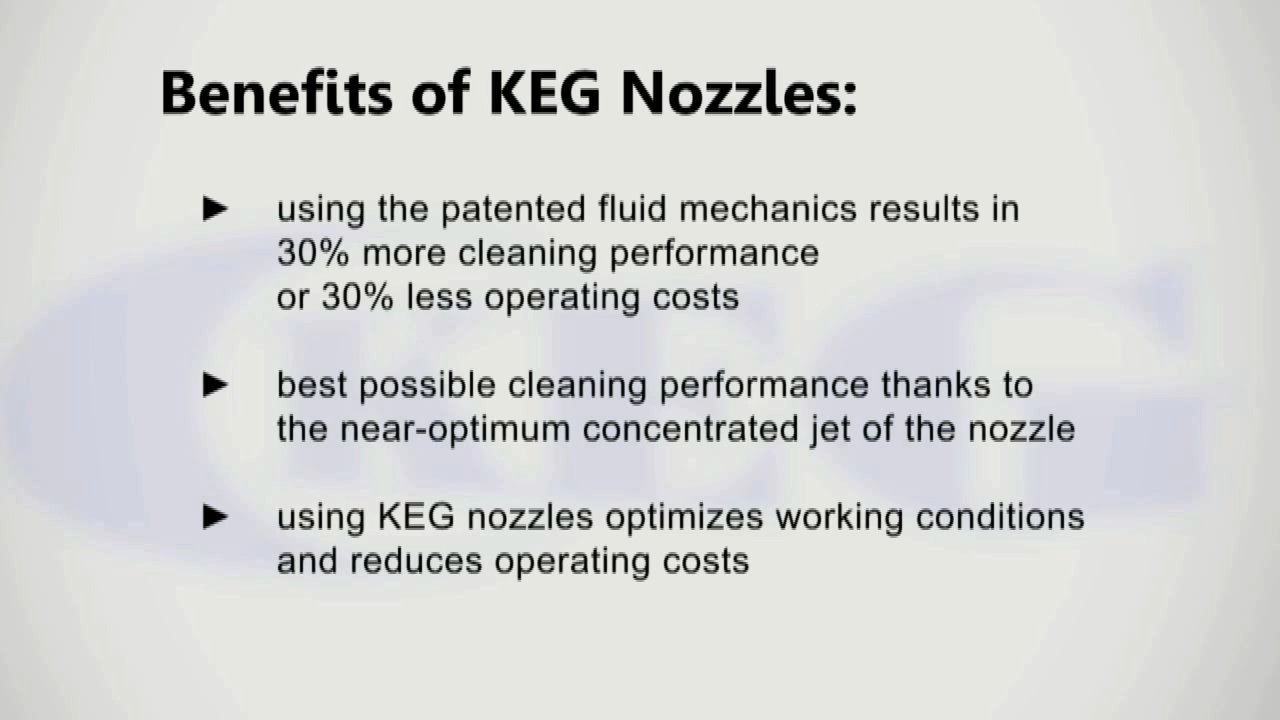 Benefits of KEG Nozzles:
► using the patented fluid mechanics results in
30% more cleaning performance
or 30% less operating costs
► best possible cleaning performance thanks to
the near-optimum concentrated jet of the nozzle
► using KEG nozzles optimizes working conditions
and reduces operating costs
KEG